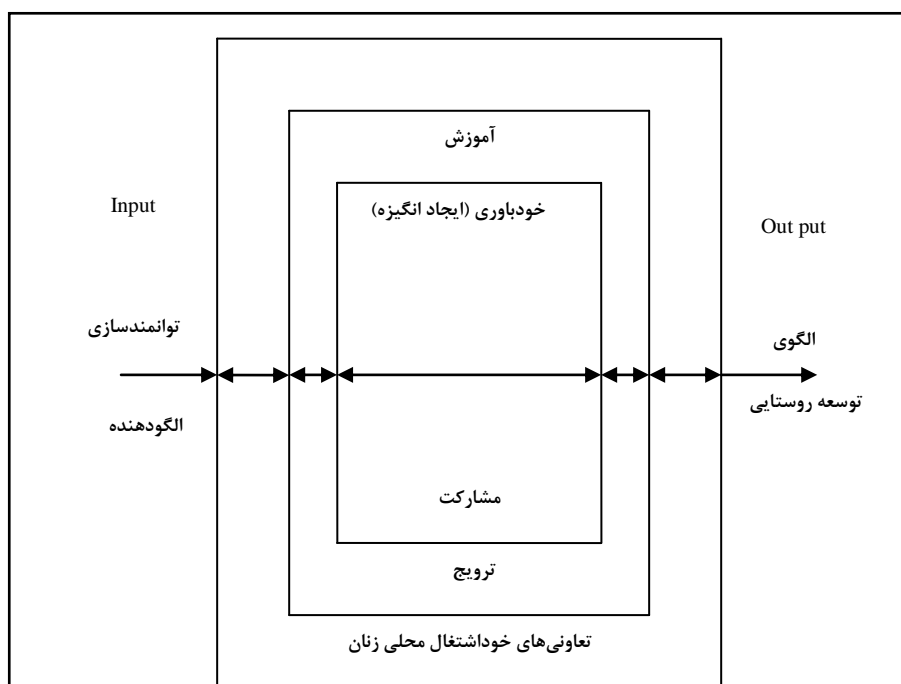 آموزش
Input
خودباوری (ایجاد انگیزه)
Out put
توانمندسازی
الگوی
توسعه روستایی
الگودهنده
مشارکت
ترویج
تعاونی‌های خوداشتغال محلی زنان